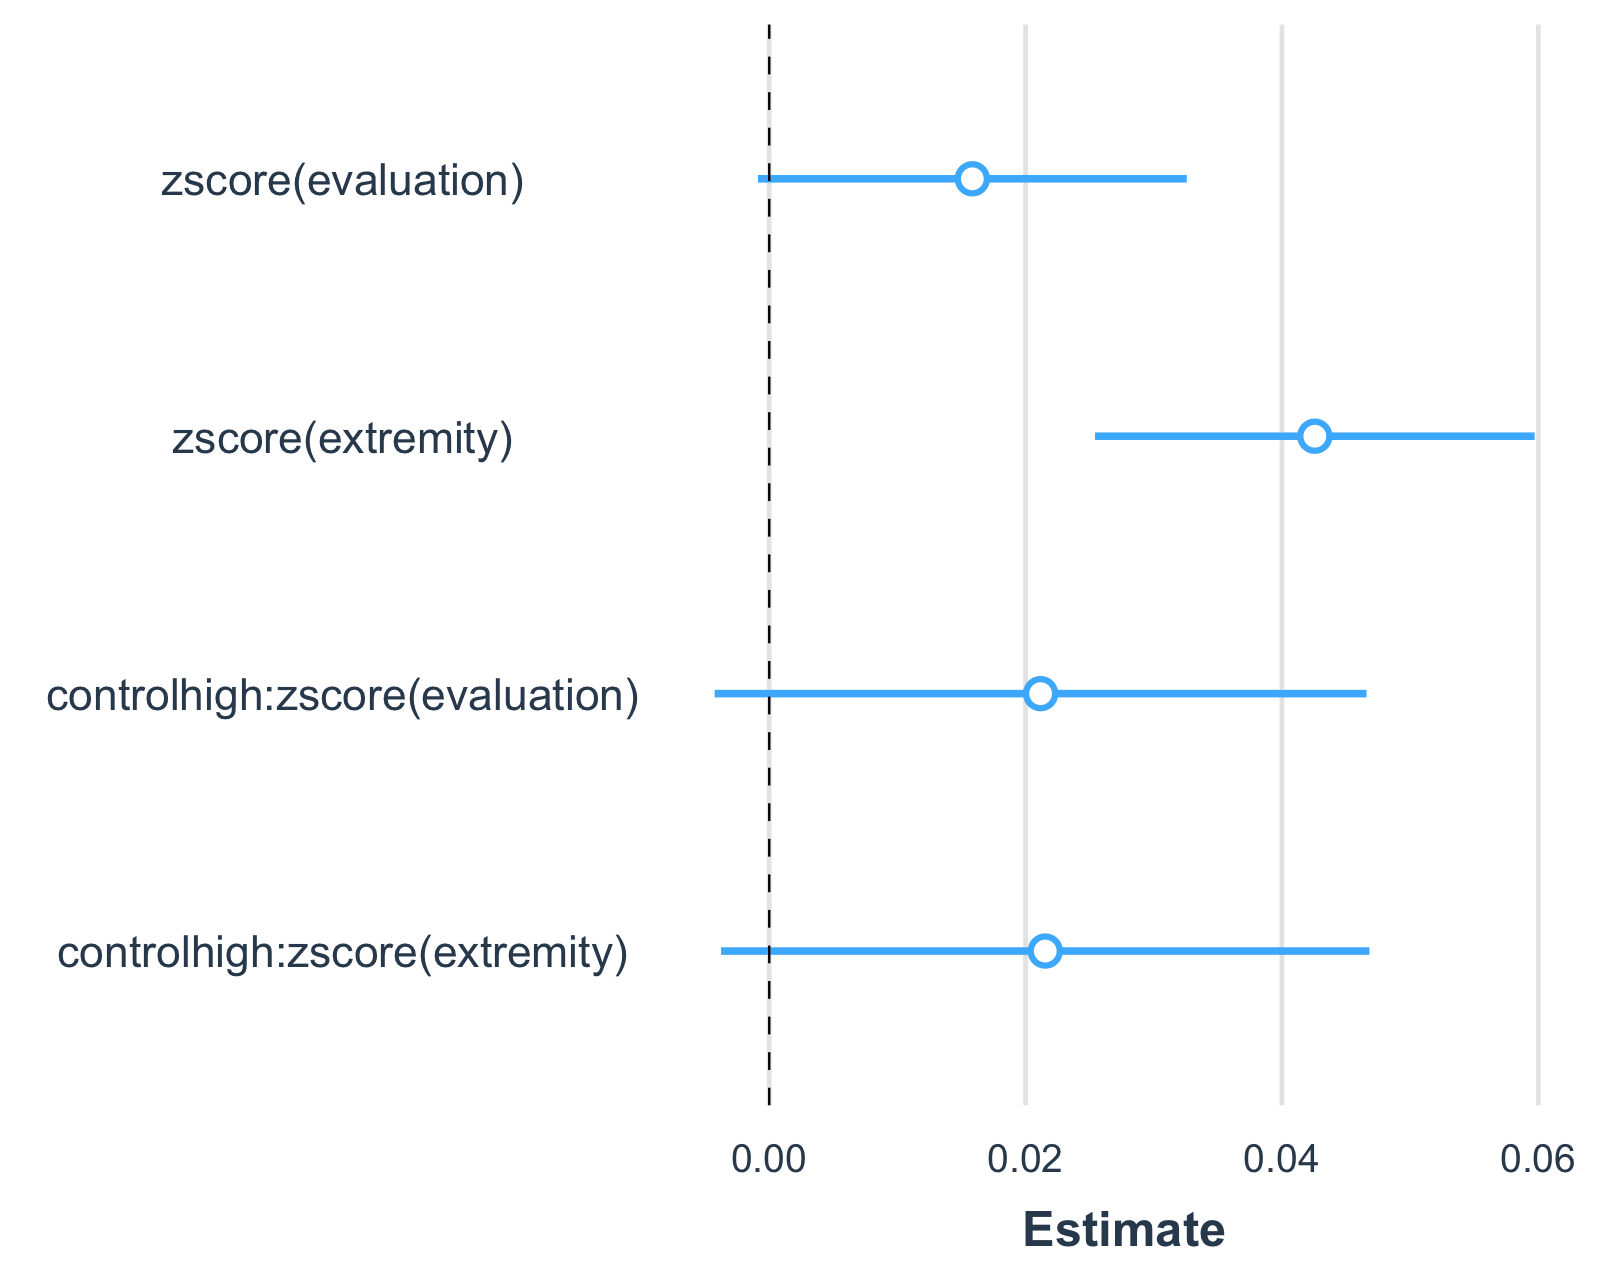 zscore(evaluation)
zscore(extremity)
controlhigh:zscore(evaluation)
controlhigh:zscore(extremity)
0.00 0.02 0.04 0.06
Estimate